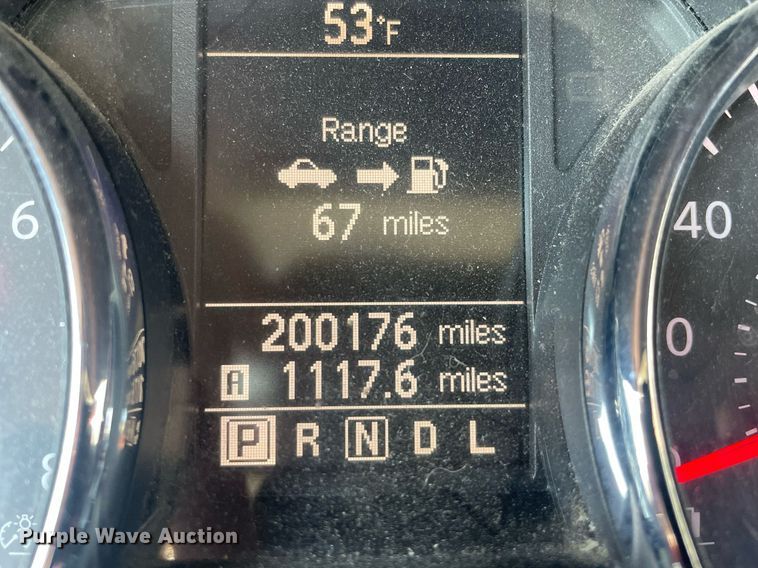 53°F
Range
67 miles
6
40
200176 miles
0
A 1117.6 miles
P R N D L
8
Purple Wave Auction®